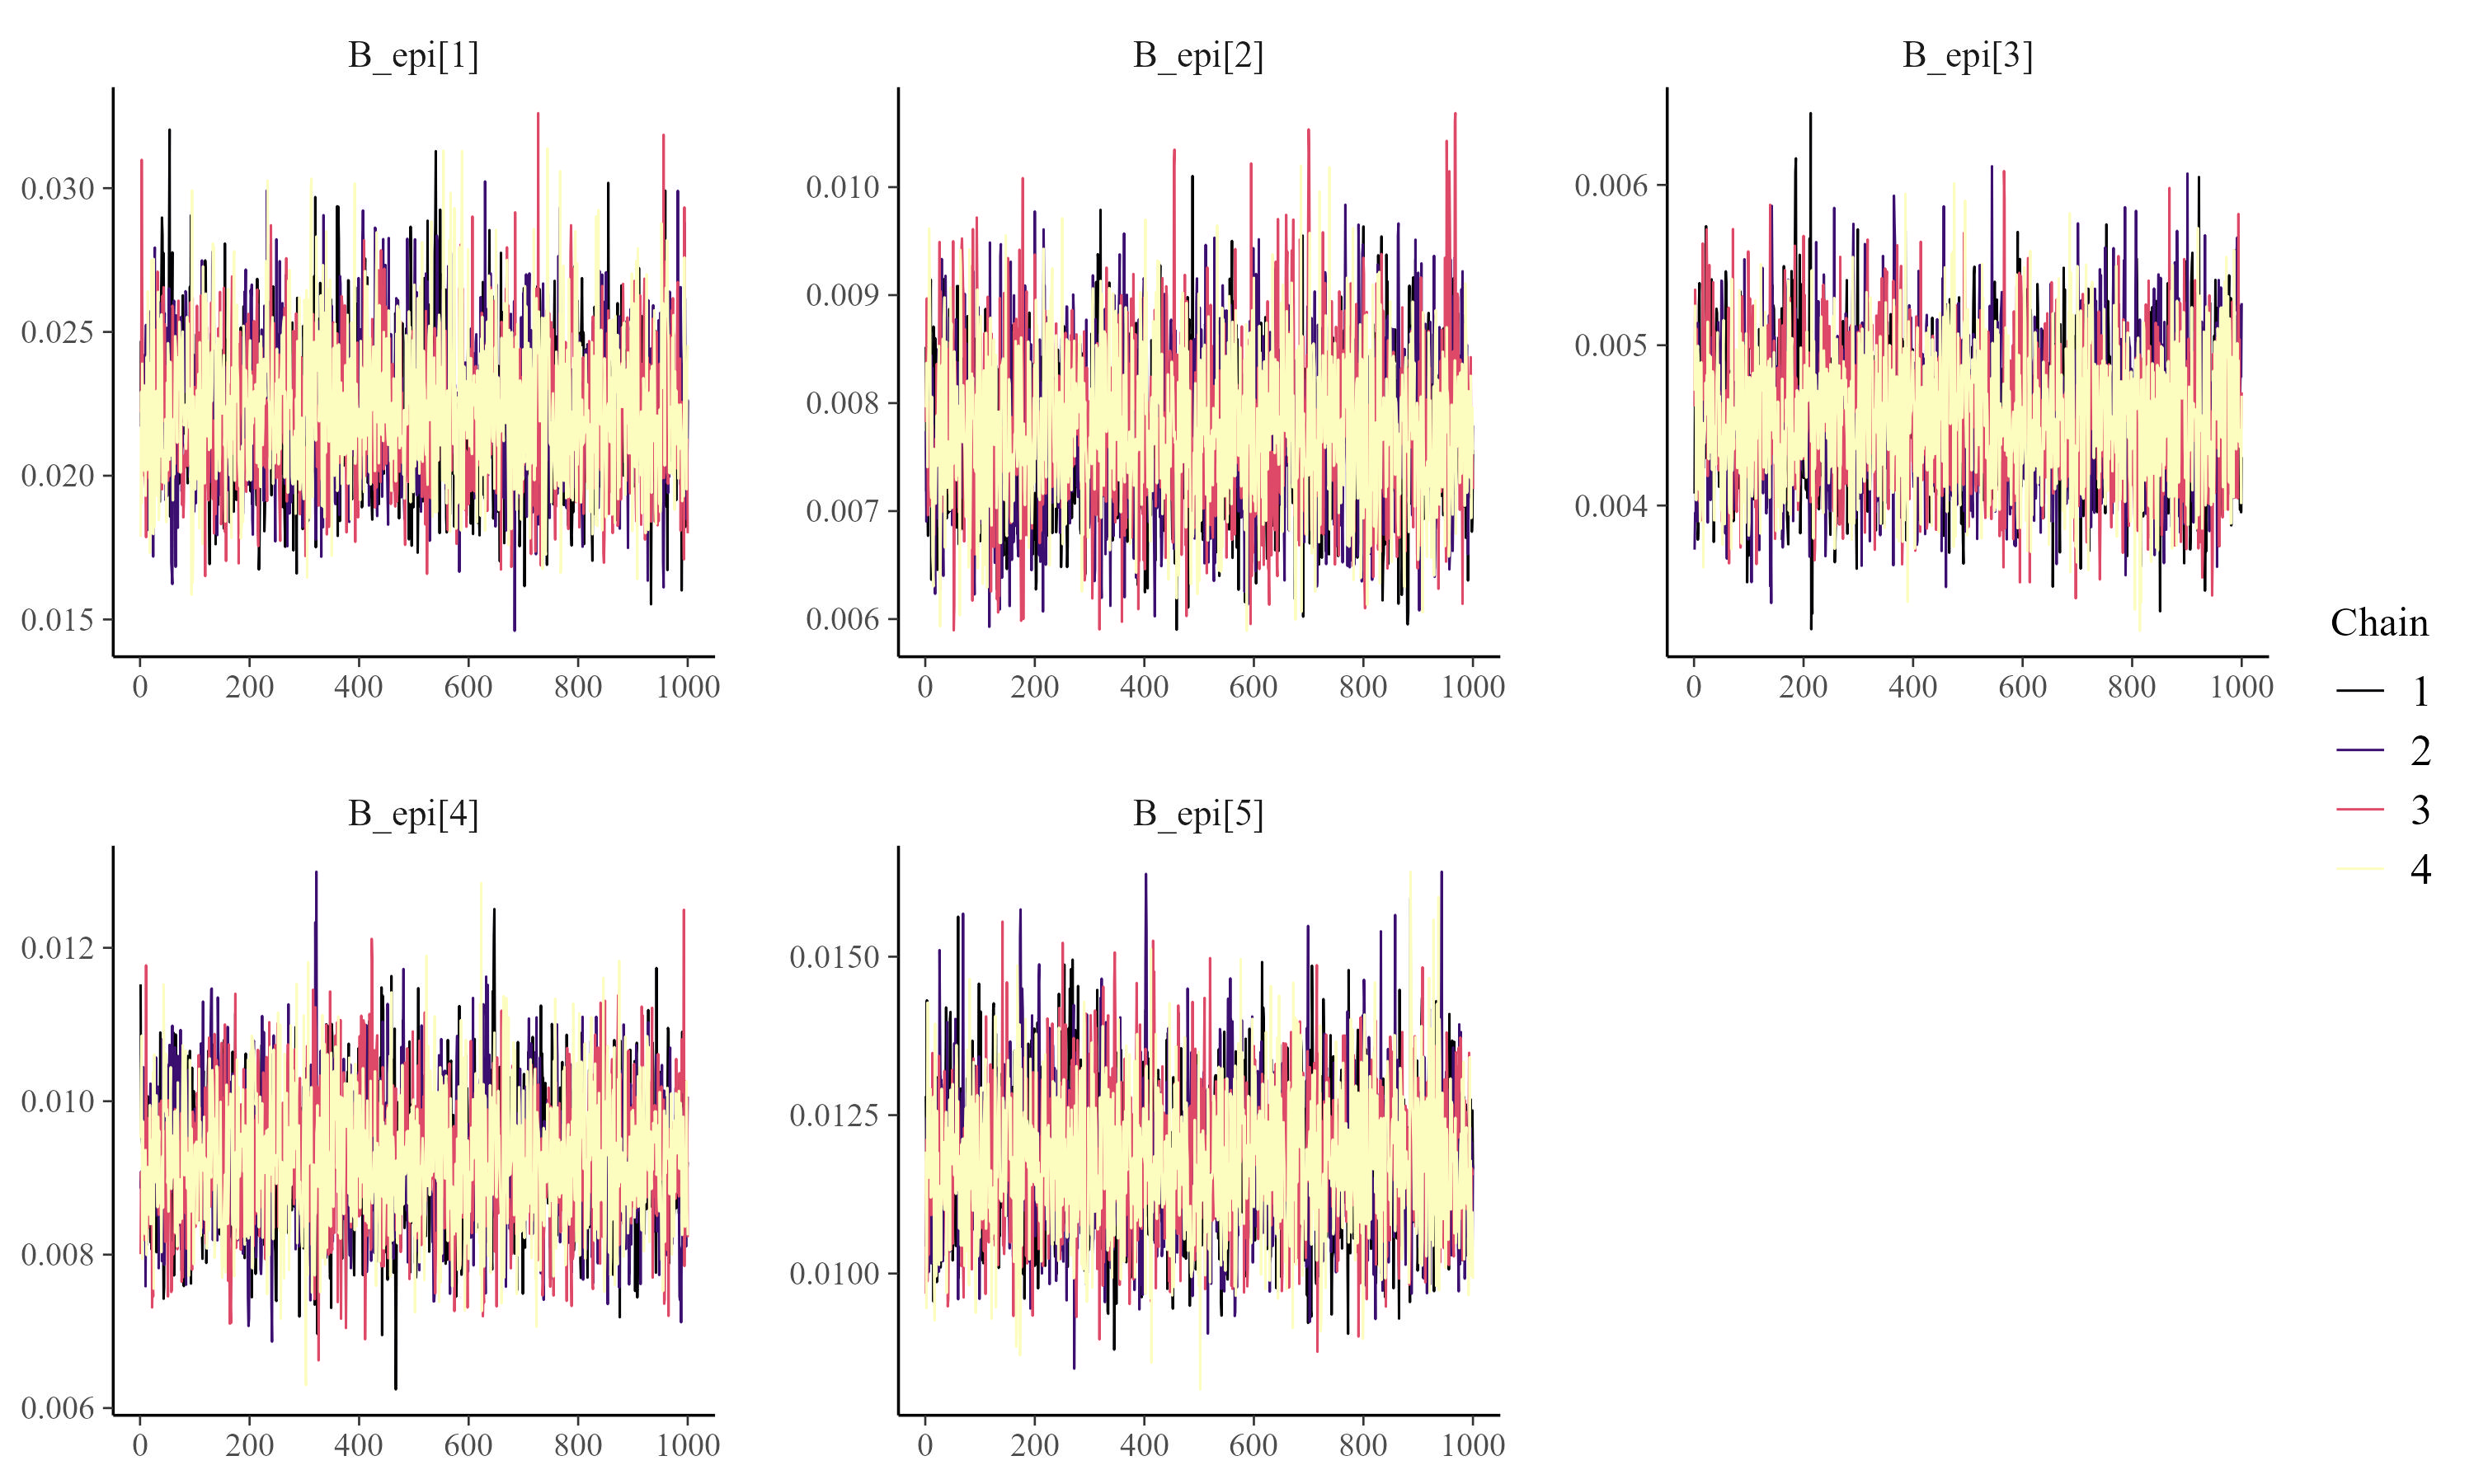 B_epi[1] B_epi[2] B_epi[3]
0.030 0.010 0.006
0.025 0.009 0.005
0.020 0.008 0.004
0.015 0.007
0.006
0 200 400 600 800 1000 0 200 400 600 800 1000 0 200 400 600 800 1000
B_epi[4] B_epi[5]
0.012 0.0150
0.010 0.0125
0.008 0.0100
0.006
0 200 400 600 800 1000 0 200 400 600 800 1000
Chain
1
2
3
4